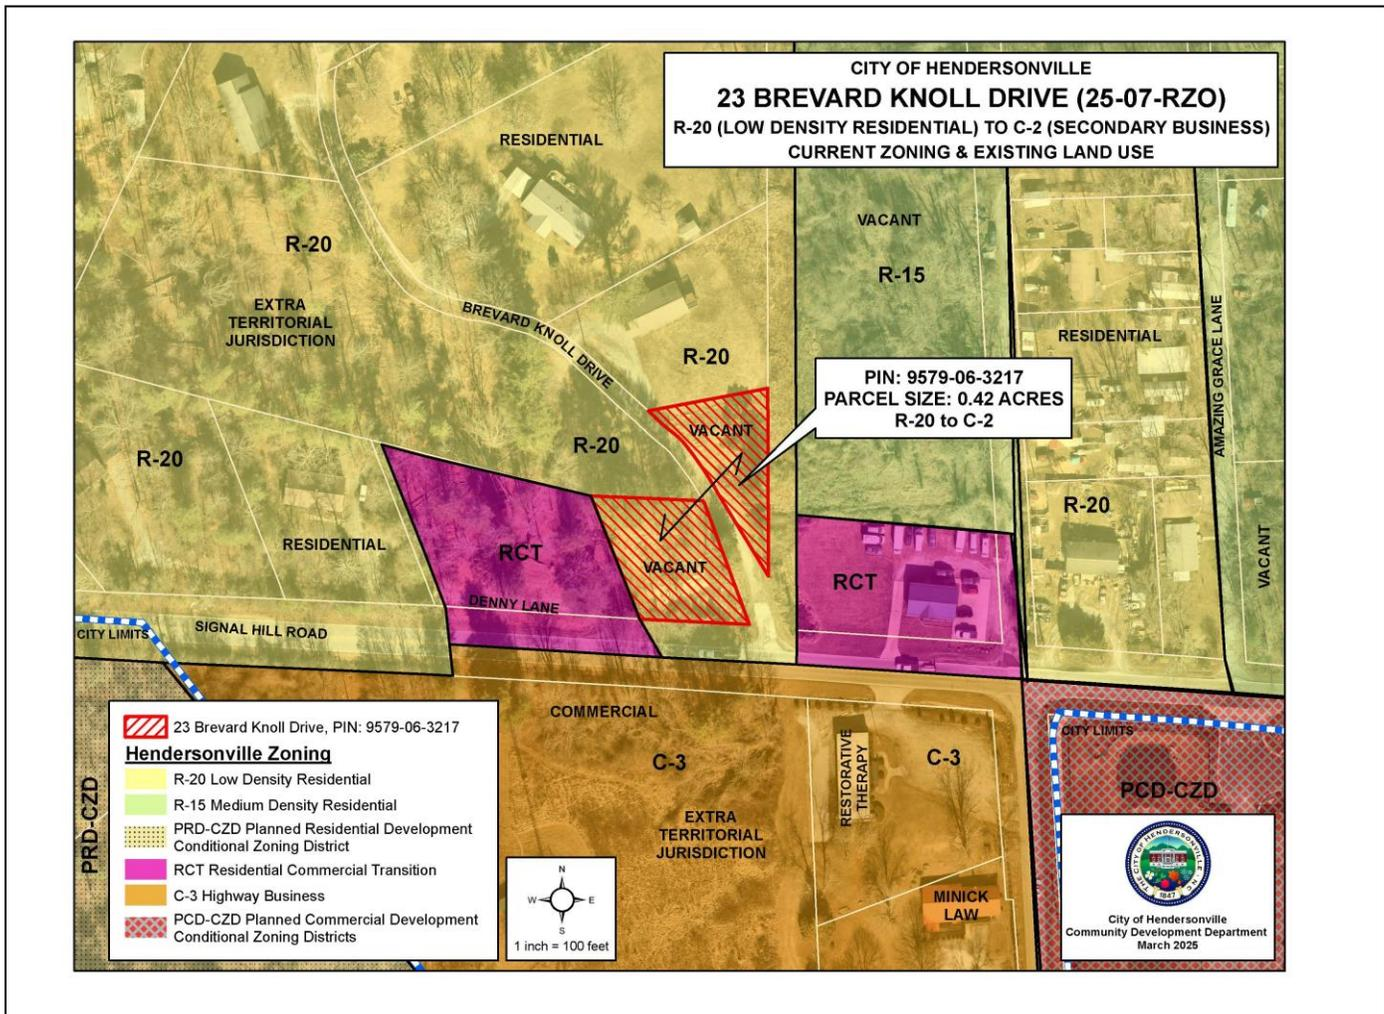 CITY OF HENDERSONVILLE
23 BREVARD KNOLL DRIVE (25-07-RZO)
R-20 (LOW DENSITY RESIDENTIAL) TO C-2 (SECONDARY BUSINESS)
CURRENT ZONING & EXISTING LAND USE
RESIDENTIAL
R-20
EXTRA
TERRITORIAL
JURISDICTION
BREVARD KNOLL DRIVE
VACANT
R-15
RESIDENTIAL
AMAZING GRACE LANE
R-20
PIN: 9579-06-3217
PARCEL SIZE: 0.42 ACRES
R-20 to C-2
VACANT
R-20
R-20
RESIDENTIAL
RCT
VACANT
DENNY LANE
RCT
R-20
VACANT
SIGNAL HILL ROAD
CITY LIMITS
COMMERCIAL
C-3
EXTRA
TERRITORIAL
JURISDICTION
RESTORATIVE
THERAPY
C-3
MINICK
LAW
CITY LIMITS
PCD-CZD
PRD-CZD
23 Brevard Knoll Drive, PIN: 9579-06-3217
Hendersonville Zoning
R-20 Low Density Residential
R-15 Medium Density Residential
PRD-CZD Planned Residential Development
Conditional Zoning District
RCT Residential Commercial Transition
C-3 Highway Business
PCD-CZD Planned Commercial Development
Conditional Zoning Districts
N
W E
S
1 inch = 100 feet
THE CITY OF HENDERSONVILLE N.C.
1847
City of Hendersonville
Community Development Department
March 2025